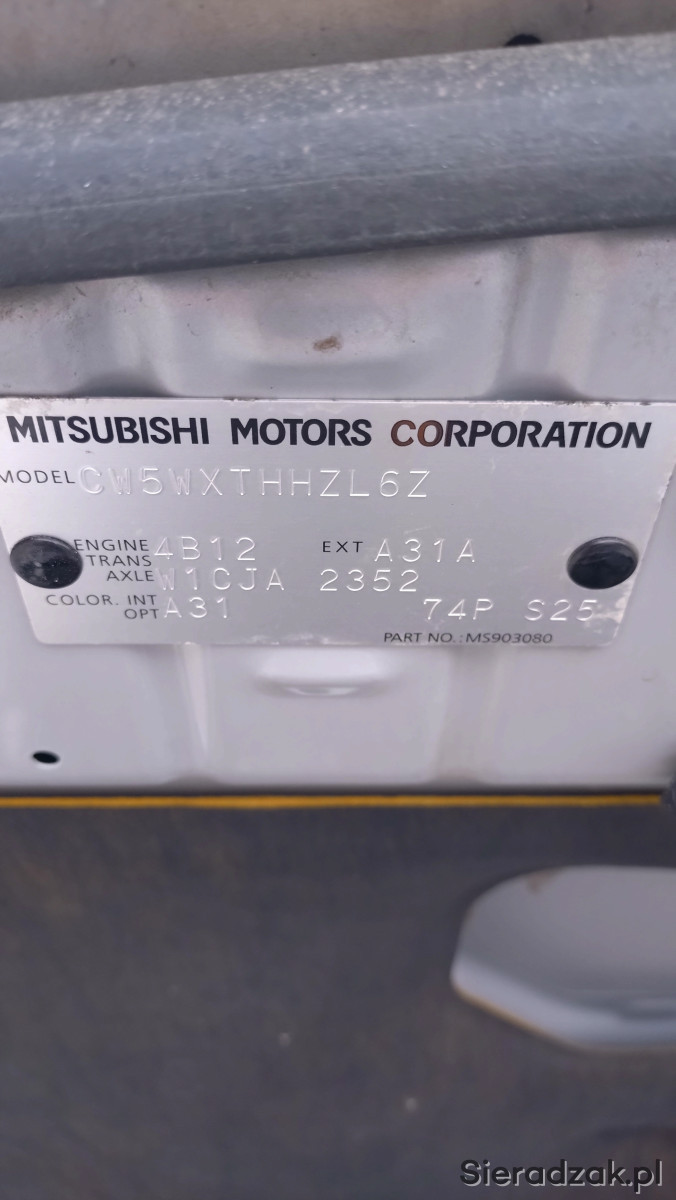 MITSUBISHI MOTORS CORPORATION
MODEL CW5WXTHHZL6Z
ENGINE 4B12 EXT A31A
TRANS
AXLE W1CJA 2352
COLOR. INT
OPT A31 74P S25
PART NO.: MS903080
Sieradzak.pl